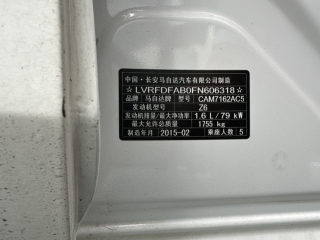 中国·长安马自达汽车有限公司制造
☆LVRFDFAB0FN606318☆
品牌 马自达牌 型号 CAM7162AC5
发动机型号 Z6
发动机排量/最大净功率 1.6 L/79 kW
最大允许总质量 1755 kg
制造年月 2015-02 乘座人数 5